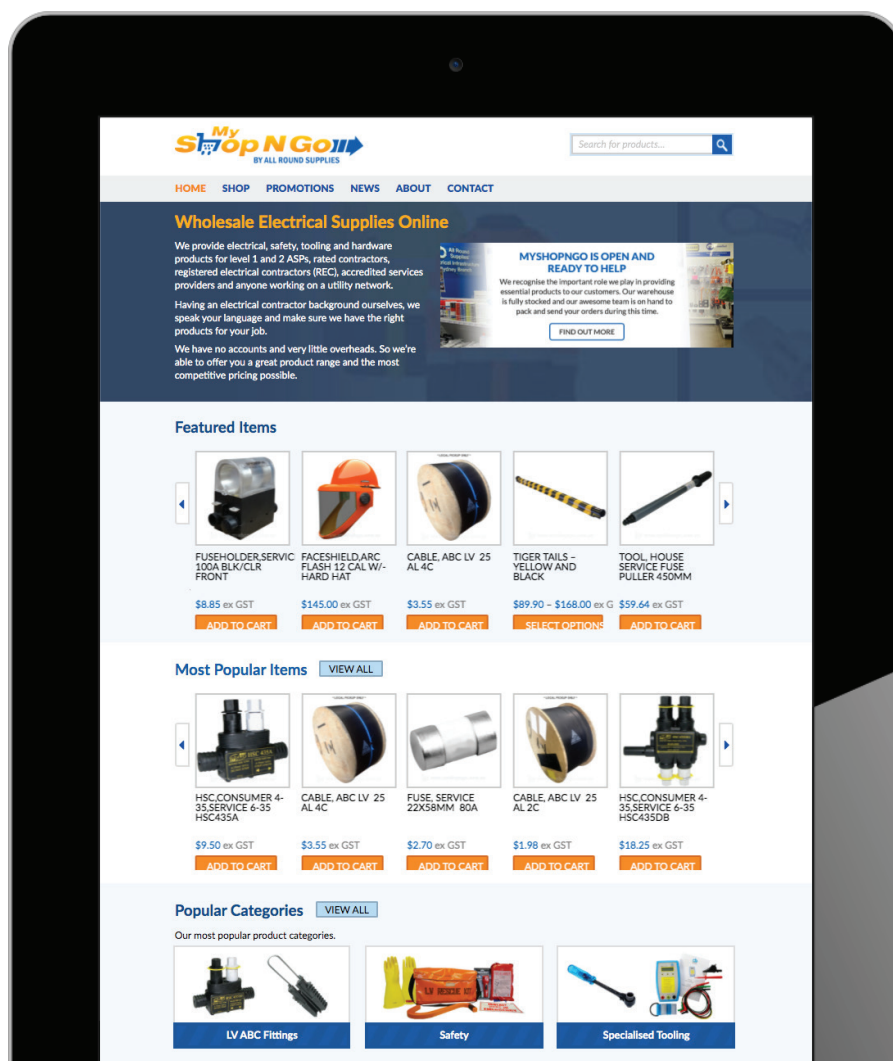 My
Shop N Go
BY ALL ROUND SUPPLIES
Search for products...
HOME SHOP PROMOTIONS NEWS ABOUT CONTACT
Wholesale Electrical Supplies Online
We provide electrical, safety, tooling and hardware
products for level 1 and 2 ASPs, rated contractors,
registered electrical contractors (REC), accredited services
providers and anyone working on a utility network.
Having an electrical contractor background ourselves, we
speak your language and make sure we have the right
products for your job.
We have no accounts and very little overheads. So we're
able to offer you a great product range and the most
competitive pricing possible.
MYSHOPNGO IS OPEN AND
READY TO HELP
We recognise the important role we play in providing
essential products to our customers. Our warehouse
is fully stocked and our awesome team is on hand to
pack and send your orders during this time.
FIND OUT MORE
Featured Items
FUSEHOLDER,SERVIC
100A BLK/CLR
FRONT
$8.85 ex GST
ADD TO CART
FACESHIELD,ARC
FLASH 12 CAL W/-
HARD HAT
$145.00 ex GST
ADD TO CART
CABLE, ABC LV 25
AL 4C
$3.55 ex GST
ADD TO CART
TIGER TAILS –
YELLOW AND
BLACK
$89.90 – $168.00 ex G
SELECT OPTIONS
TOOL, HOUSE
SERVICE FUSE
PULLER 450MM
$59.64 ex GST
ADD TO CART
Most Popular Items VIEW ALL
HSC,CONSUMER 4-
35,SERVICE 6-35
HSC435A
$9.50 ex GST
ADD TO CART
CABLE, ABC LV 25
AL 4C
$3.55 ex GST
ADD TO CART
FUSE, SERVICE
22X58MM 80A
$2.70 ex GST
ADD TO CART
CABLE, ABC LV 25
AL 2C
$1.98 ex GST
ADD TO CART
HSC,CONSUMER 4-
35,SERVICE 6-35
HSC435DB
$18.25 ex GST
ADD TO CART
Popular Categories VIEW ALL
Our most popular product categories.
LV ABC Fittings
LV RESCUE KIT
Safety
Specialised Tooling